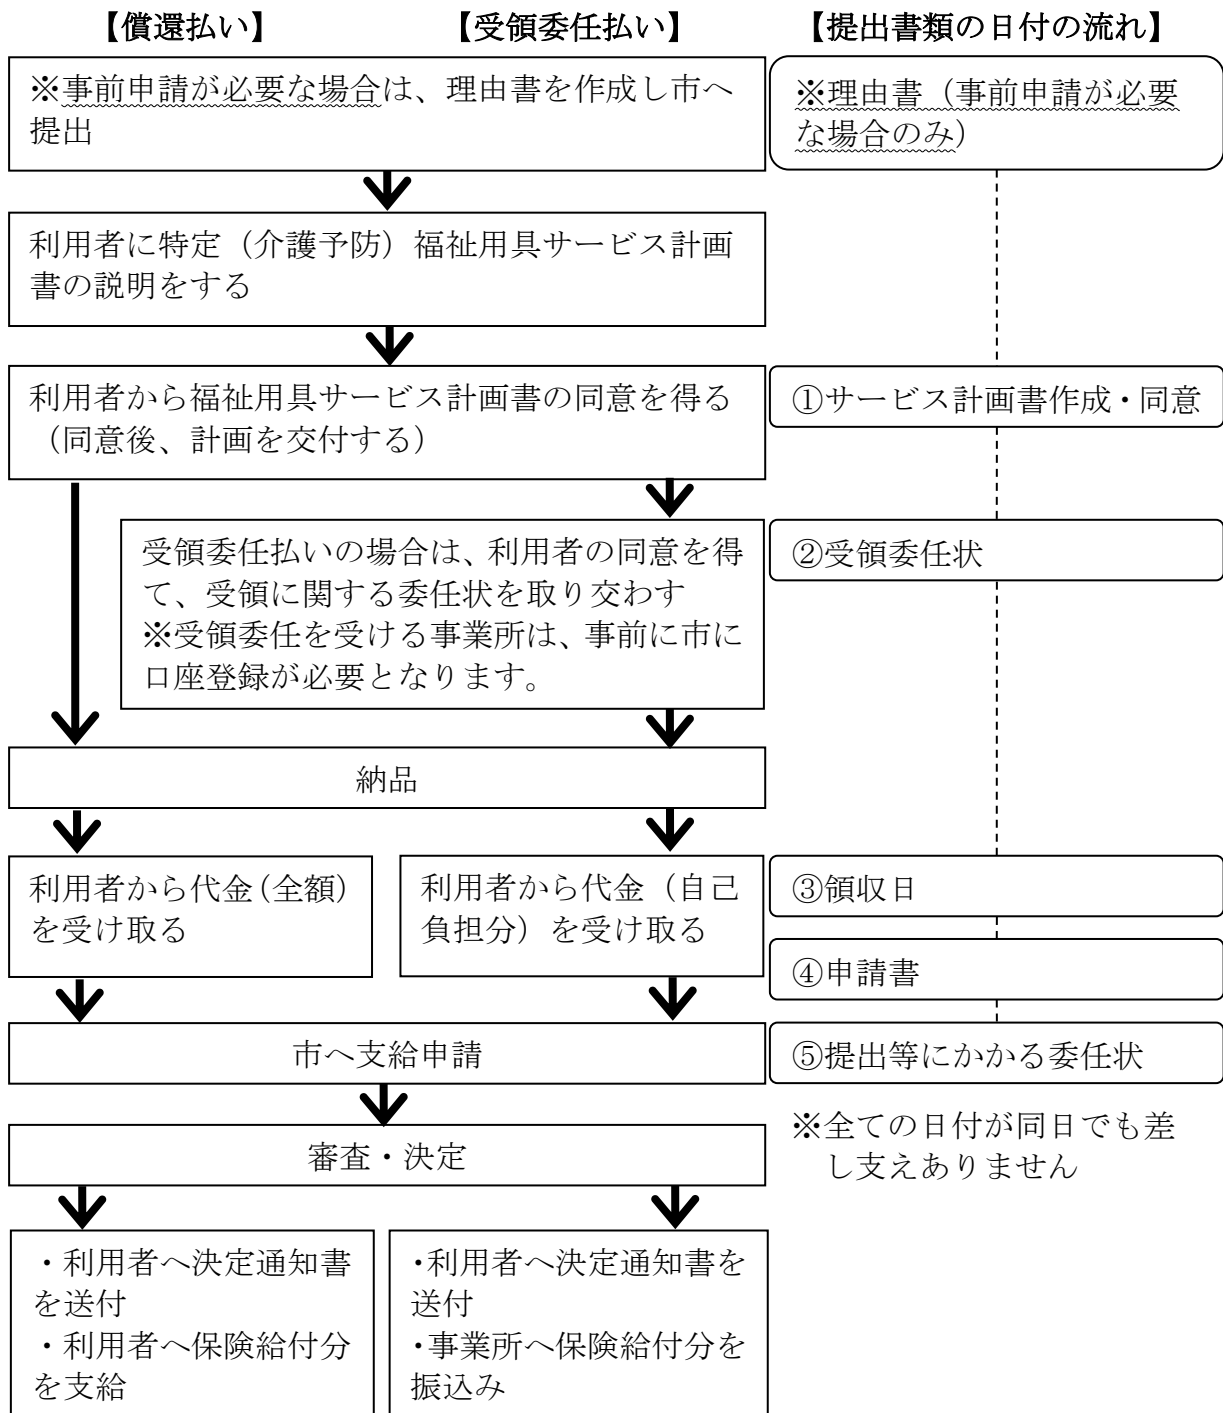 【償還払い】
【受領委任払い】
【提出書類の日付の流れ】
※事前申請が必要な場合は、理由書を作成し市へ
提出
※理由書（事前申請が必要
な場合のみ）
利用者に特定（介護予防）福祉用具サービス計画
書の説明をする
利用者から福祉用具サービス計画書の同意を得る
（同意後、計画を交付する）
①サービス計画書作成・同意
受領委任払いの場合は、利用者の同意を得
て、受領に関する委任状を取り交わす
※受領委任を受ける事業所は、事前に市に
口座登録が必要となります。
②受領委任状
納品
利用者から代金（全額）
を受け取る
利用者から代金（自己
負担分）を受け取る
③領収日
④申請書
市へ支給申請
⑤提出等にかかる委任状
審査・決定
※全ての日付が同日でも差
し支えありません
・利用者へ決定通知書
を送付
・利用者へ保険給付分
を支給
・利用者へ決定通知書を
送付
・事業所へ保険給付分を
振込み